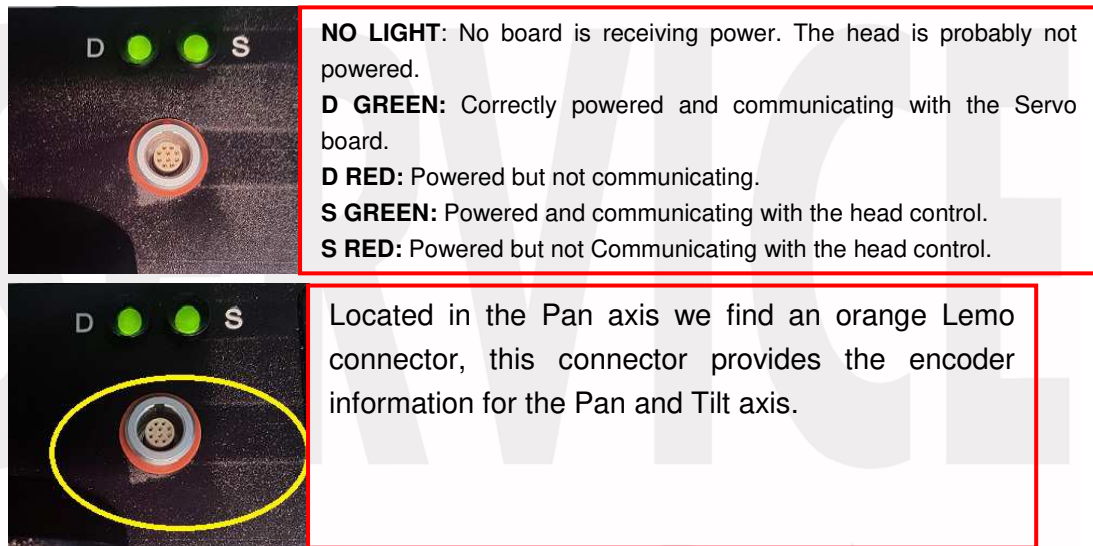 D S
NO LIGHT: No board is receiving power. The head is probably not
powered.
D GREEN: Correctly powered and communicating with the Servo
board.
D RED: Powered but not communicating.
S GREEN: Powered and communicating with the head control.
S RED: Powered but not Communicating with the head control.
D S
Located in the Pan axis we find an orange Lemo
connector, this connector provides the encoder
information for the Pan and Tilt axis.